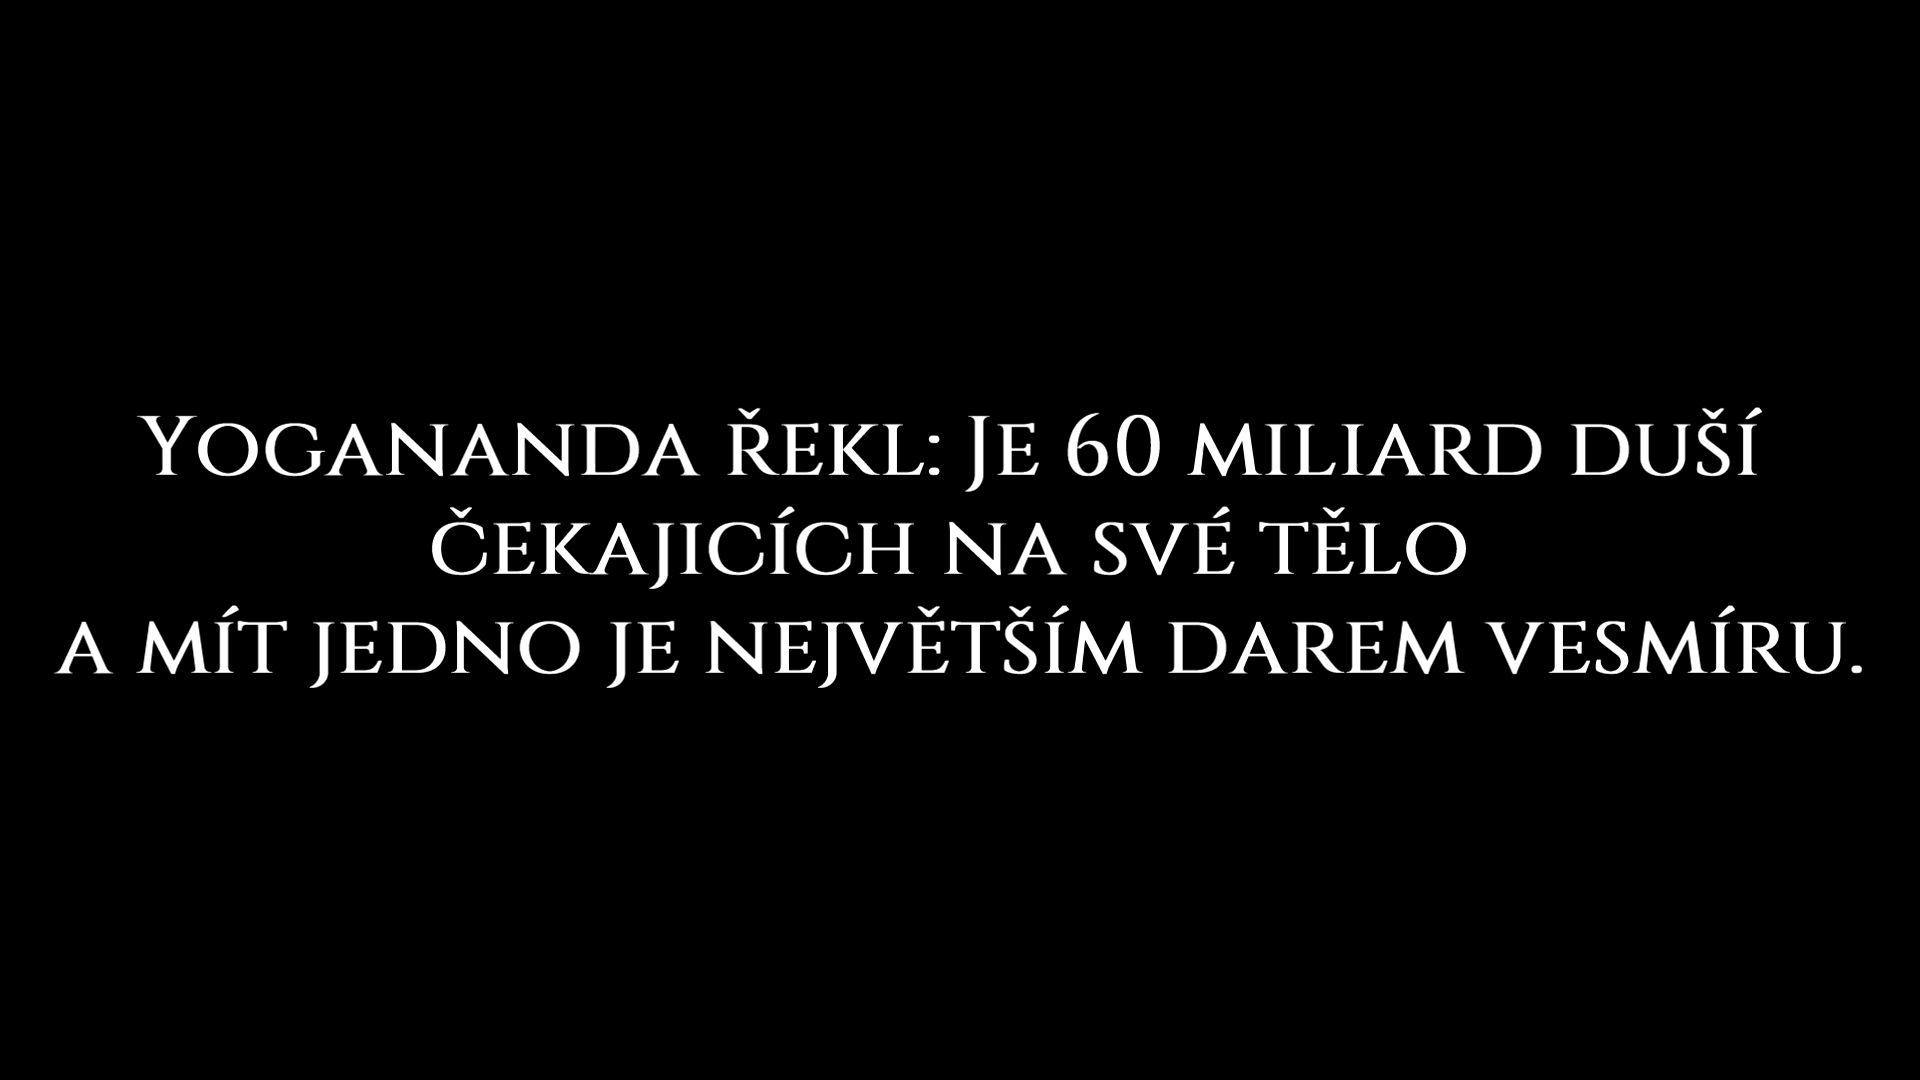 Yogananda řekl: Je 60 miliard duší
čekajicích na své tělo
a mít jedno je největším darem vesmíru.